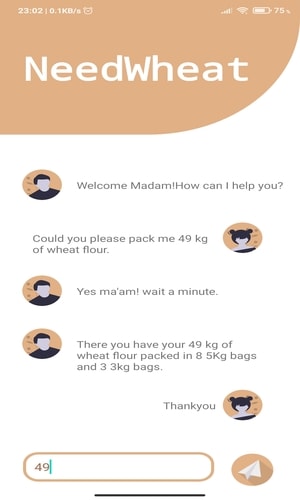 23:02 | 0.1KB/s
75%
NeedWheat
Welcome Madam!How can I help you?
Could you please pack me 49 kg
of wheat flour.
Yes ma'am! wait a minute.
There you have your 49 kg of
wheat flour packed in 8 5Kg bags
and 3 3kg bags.
Thankyou
49